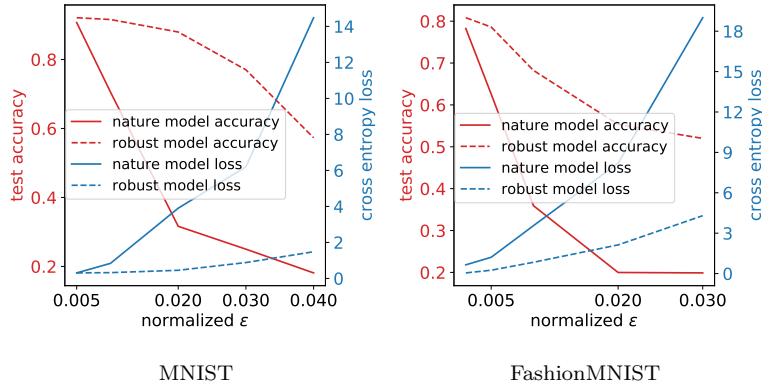 test accuracy
0.8
0.6
0.4
0.2
nature model accuracy
robust model accuracy
nature model loss
robust model loss
14
12
10
8
6
4
2
0
cross entropy loss
0.005
0.020
0.030
0.040
normalized ε
MNIST
test accuracy
0.8
0.7
0.6
0.5
0.4
0.3
0.2
nature model accuracy
robust model accuracy
nature model loss
robust model loss
18
15
12
9
6
3
0
cross entropy loss
0.005
0.020
0.030
normalized ε
FashionMNIST